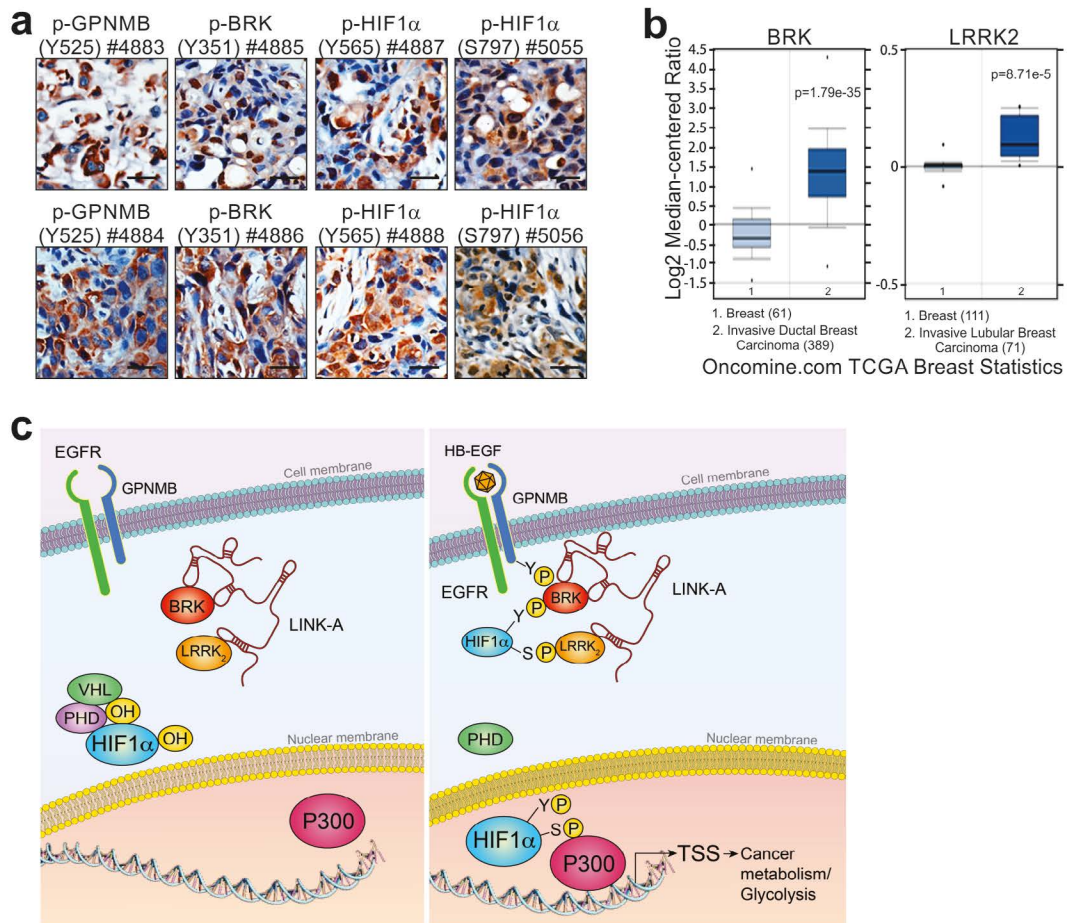 a
p-GPNMB
(Y525) #4883
p-BRK
(Y351) #4885
p-HIF1α
(Y565) #4887
p-HIF1α
(S797) #5055
p-GPNMB
(Y525) #4884
p-BRK
(Y351) #4886
p-HIF1α
(Y565) #4888
p-HIF1α
(S797) #5056
b
BRK
Log2 Median-centered Ratio
4.5
4.0
3.5
3.0
2.5
2.0
1.5
1.0
0.5
0
-0.5
-1.0
-1.5
p=1.79e-35
1
2
1. Breast (61)
2. Invasive Ductal Breast
Carcinoma (389)
LRRK2
0.5
0
-0.5
p=8.71e-5
1
2
1. Breast (111)
2. Invasive Lubular Breast
Carcinoma (71)
Oncomine.com TCGA Breast Statistics
c
EGFR
GPNMB
Cell membrane
BRK
LINK-A
LRRK2
VHL
PHD
OH
HIF1α
OH
Nuclear membrane
P300
HB-EGF
GPNMB
Cell membrane
Y
P
EGFR
BRK
Y
P
LINK-A
HIF1α
S
P
LRRK2
PHD
Nuclear membrane
Y
P
HIF1α
S
P
P300
TSS
Cancer
metabolism/
Glycolysis